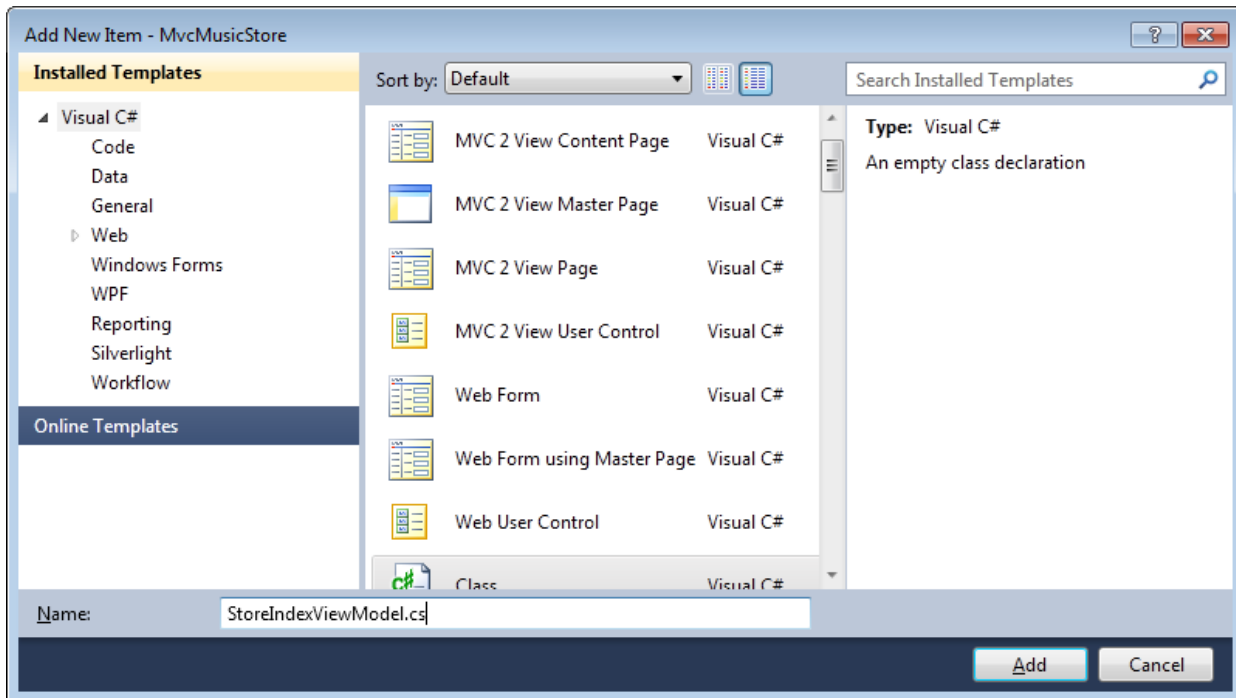 Add New Item - MvcMusicStore
Installed Templates
Sort by: Default
Search Installed Templates
Visual C#
Code
Data
General
Web
Windows Forms
WPF
Reporting
Silverlight
Workflow
Online Templates
MVC 2 View Content Page Visual C#
MVC 2 View Master Page Visual C#
MVC 2 View Page Visual C#
MVC 2 View User Control Visual C#
Web Form Visual C#
Web Form using Master Page Visual C#
Web User Control Visual C#
Class Visual C#
Type: Visual C#
An empty class declaration
Name: StoreIndexViewModel.cs
Add Cancel